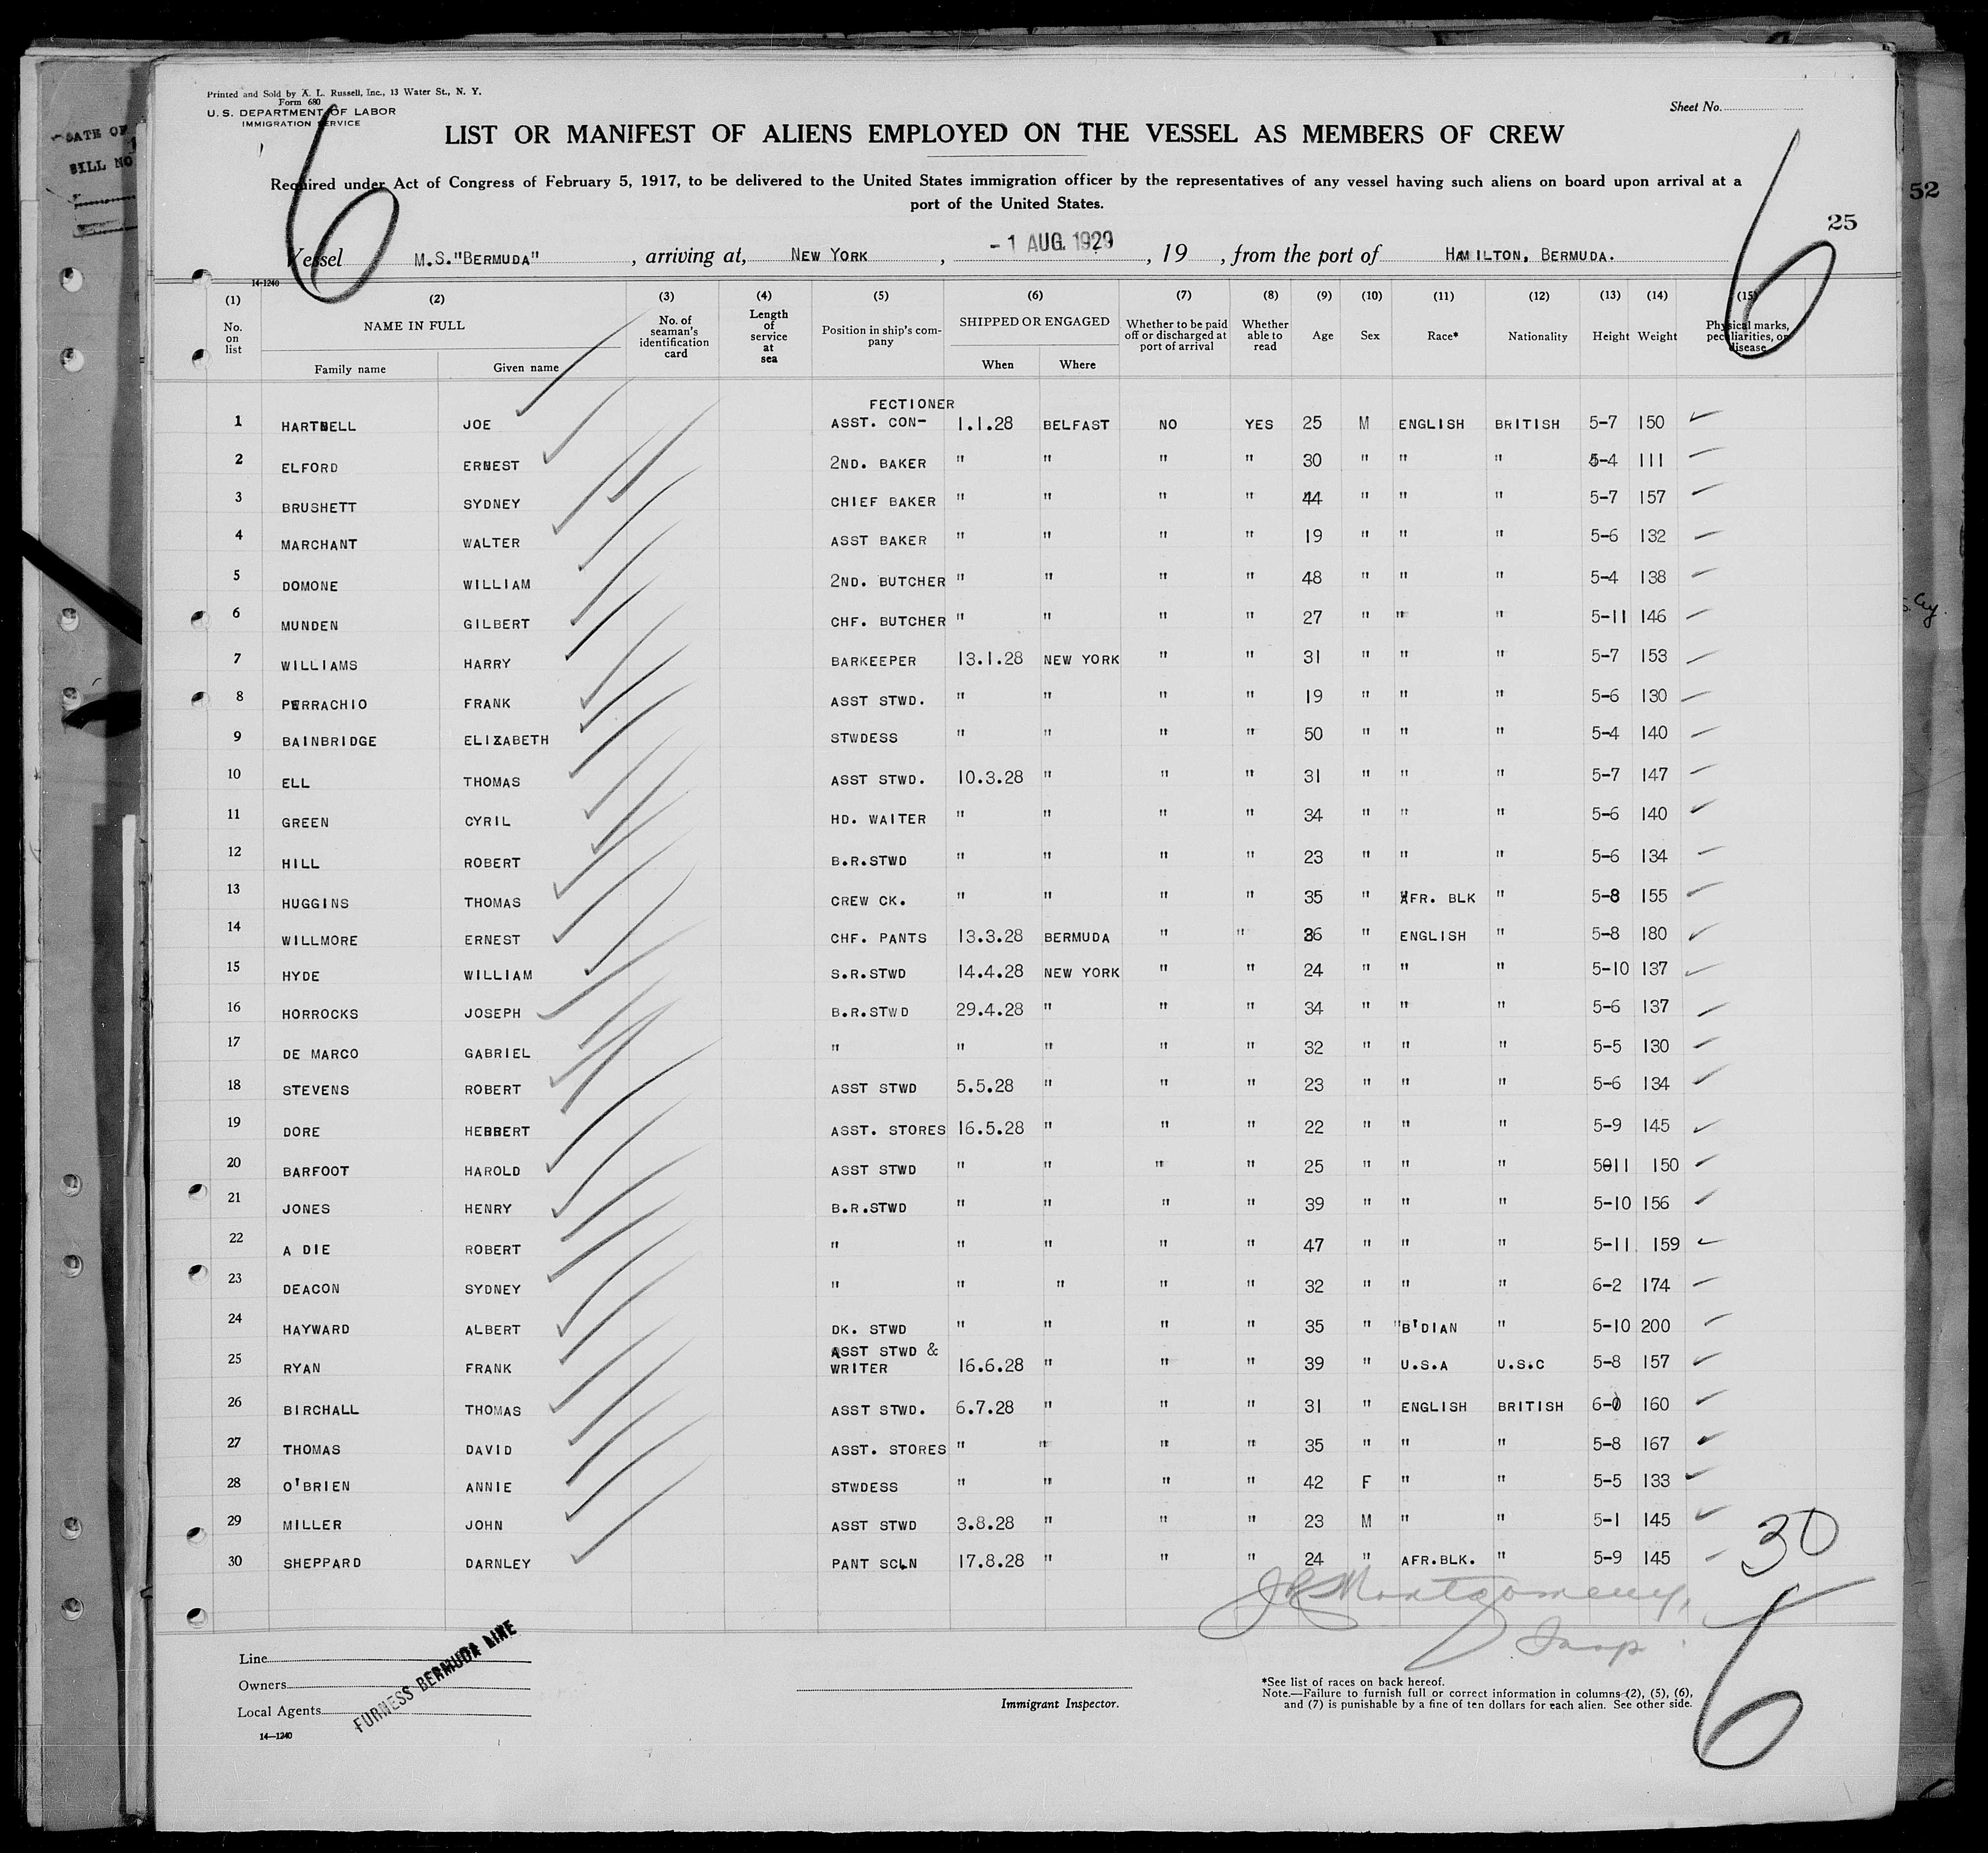 Printed and Sold by A. L. Russell, Inc., 13 Water St., N. Y.
Form 680
U. S. DEPARTMENT OF LABOR
IMMIGRATION SERVICE
Sheet No.
DATE OF
BILL NO
LIST OR MANIFEST OF ALIENS EMPLOYED ON THE VESSEL AS MEMBERS OF CREW
Required under Act of Congress of February 5, 1917, to be delivered to the United States immigration officer by the representatives of any vessel having such aliens on board upon arrival at a
port of the United States.
6 6
52
25
Vessel M.S."BERMUDA", arriving at, NEW YORK, - 1 AUG. 1929, 19 , from the port of HAMILTON, BERMUDA.
14-1240
(1) (2) (3) (4) (5) (6) (7) (8) (9) (10) (11) (12) (13) (14) (15)
No. on list NAME IN FULL Family name Given name No. of seaman's identification card Length of service at sea Position in ship's company SHIPPED OR ENGAGED When Where Whether to be paid off or discharged at port of arrival Whether able to read Age Sex Race* Nationality Height Weight Physical marks, peculiarities, or disease
FECTIONER
1 HARTNELL JOE ASST. CON- 1.1.28 BELFAST NO YES 25 M ENGLISH BRITISH 5-7 150
2 ELFORD ERNEST 2ND. BAKER " " " " 30 " " " 5-4 111
3 BRUSHETT SYDNEY CHIEF BAKER " " " " 44 " " " 5-7 157
4 MARCHANT WALTER ASST BAKER " " " " 19 " " " 5-6 132
5 DOMONE WILLIAM 2ND. BUTCHER " " " " 48 " " " 5-4 138
6 MUNDEN GILBERT CHF. BUTCHER " " " " 27 " " " 5-11 146
7 WILLIAMS HARRY BARKEEPER 13.1.28 NEW YORK " " 31 " " " 5-7 153
8 PERRACHIO FRANK ASST STWD. " " " " 19 " " " 5-6 130
9 BAINBRIDGE ELIZABETH STWDESS " " " " 50 " " " 5-4 140
10 ELL THOMAS ASST STWD. 10.3.28 " " " 31 " " " 5-7 147
11 GREEN CYRIL HD. WAITER " " " " 34 " " " 5-6 140
12 HILL ROBERT B.R.STWD " " " " 23 " " " 5-6 134
13 HUGGINS THOMAS CREW CK. " " " " 35 " AFR. BLK " 5-8 155
14 WILLMORE ERNEST CHF. PANTS 13.3.28 BERMUDA " " 36 " ENGLISH " 5-8 180
15 HYDE WILLIAM S.R.STWD 14.4.28 NEW YORK " " 24 " " " 5-10 137
16 HORROCKS JOSEPH B.R.STWD 29.4.28 " " " 34 " " " 5-6 137
17 DE MARCO GABRIEL " " " " " 32 " " " 5-5 130
18 STEVENS ROBERT ASST STWD 5.5.28 " " " 23 " " " 5-6 134
19 DORE HERBERT ASST. STORES 16.5.28 " " " 22 " " " 5-9 145
20 BARFOOT HAROLD ASST STWD " " " " 25 " " " 5011 150
21 JONES HENRY B.R.STWD " " " " 39 " " " 5-10 156
22 A DIE ROBERT " " " " " 47 " " " 5-11 159
23 DEACON SYDNEY " " " " " 32 " " " 6-2 174
24 HAYWARD ALBERT DK. STWD " " " " 35 " "B'DIAN " 5-10 200
25 RYAN FRANK ASST STWD & WRITER 16.6.28 " " " 39 " U.S.A U.S.C 5-8 157
26 BIRCHALL THOMAS ASST STWD. 6.7.28 " " " 31 " ENGLISH BRITISH 6-0 160
27 THOMAS DAVID ASST. STORES " " " " 35 " " " 5-8 167
28 O'BRIEN ANNIE STWDESS " " " " 42 F " " 5-5 133
29 MILLER JOHN ASST STWD 3.8.28 " " " 23 M " " 5-1 145
30 SHEPPARD DARNLEY PANT SCLN 17.8.28 " " " 24 " AFR.BLK. " 5-9 145
30
JR Montgomery,
Insp.
6
Line
Owners
Local Agents
FURNESS BERMUDA LINE
14—1240
Immigrant Inspector.
*See list of races on back hereof.
Note.—Failure to furnish full or correct information in columns (2), (5), (6),
and (7) is punishable by a fine of ten dollars for each alien. See other side.